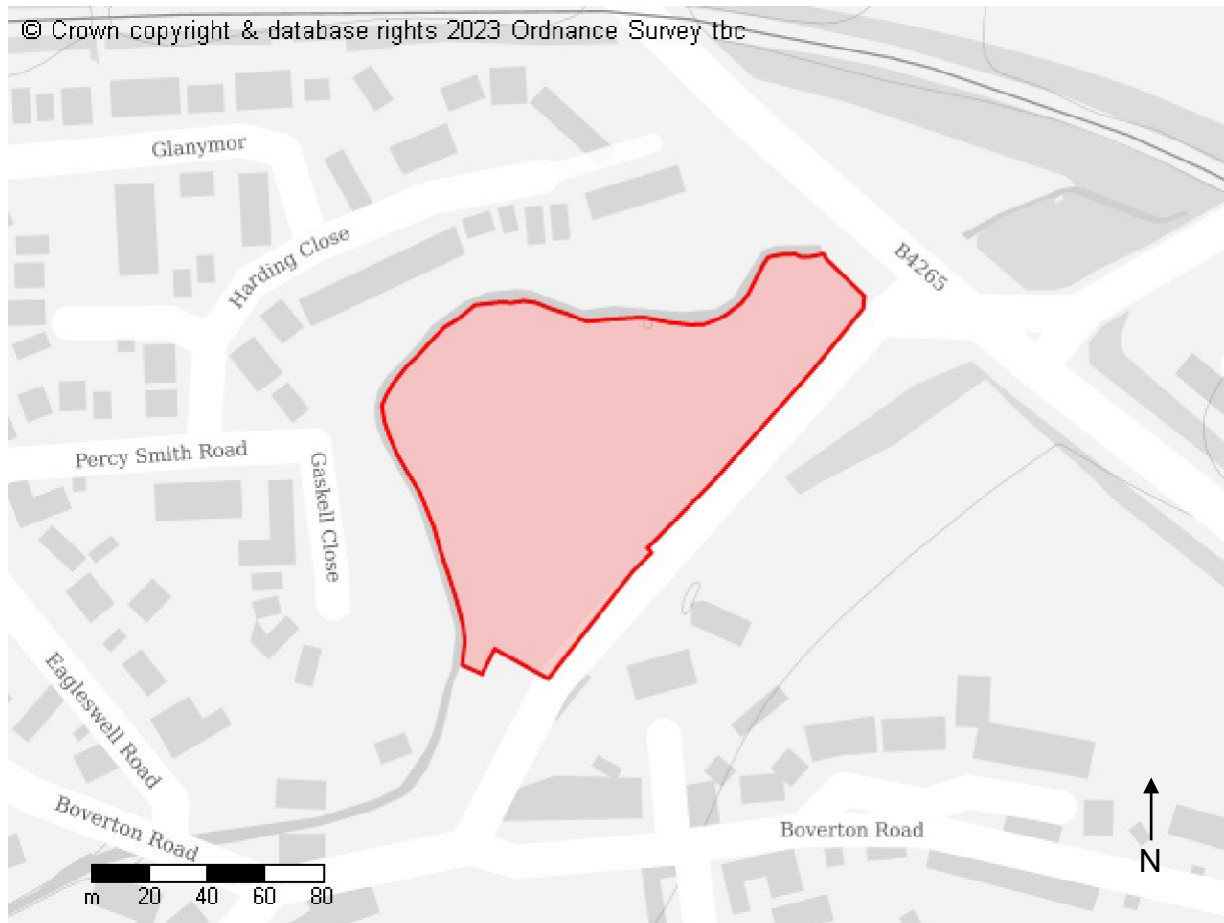 © Crown copyright & database rights 2023 Ordnance Survey tbc
Glanymor
Harding Close
B4265
Percy Smith Road
Gaskell Close
Eagleswell Road
Boverton Road
Boverton Road
N
m 20 40 60 80